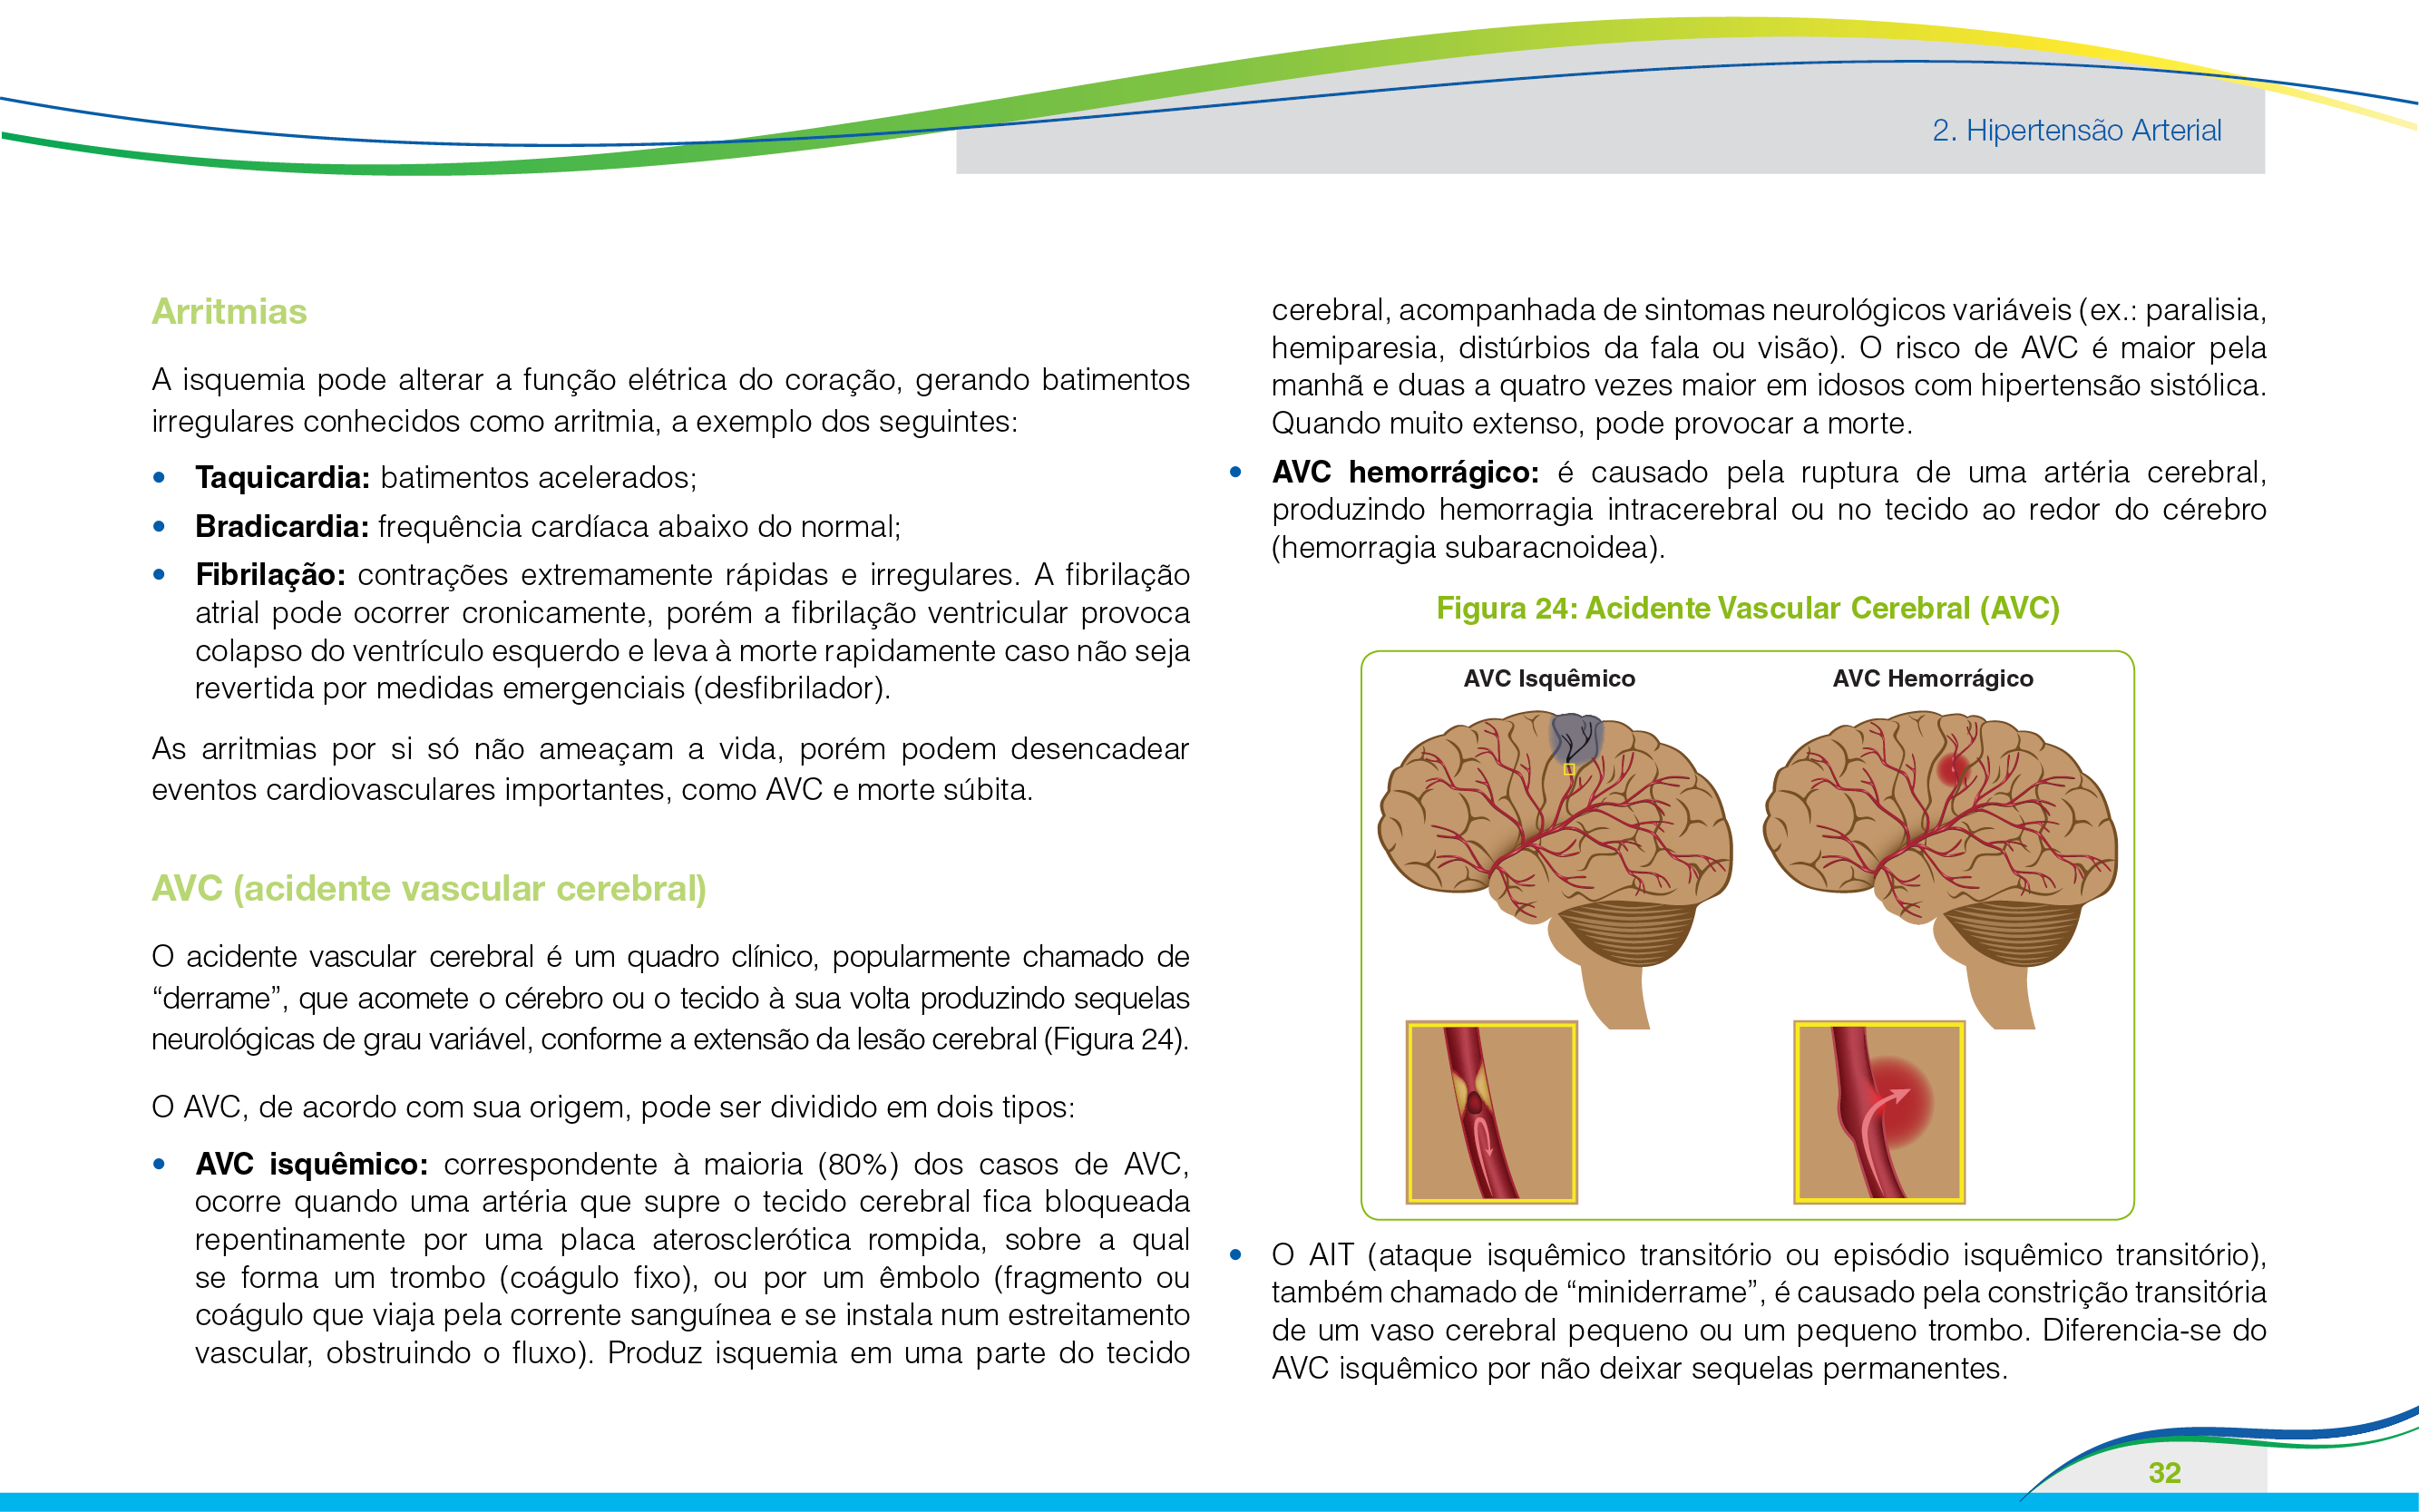 2. Hipertensão Arterial
Arritmias
A isquemia pode alterar a função elétrica do coração, gerando batimentos
irregulares conhecidos como arritmia, a exemplo dos seguintes:
• Taquicardia: batimentos acelerados;
• Bradicardia: frequência cardíaca abaixo do normal;
• Fibrilação: contrações extremamente rápidas e irregulares. A fibrilação
atrial pode ocorrer cronicamente, porém a fibrilação ventricular provoca
colapso do ventrículo esquerdo e leva à morte rapidamente caso não seja
revertida por medidas emergenciais (desfibrilador).
As arritmias por si só não ameaçam a vida, porém podem desencadear
eventos cardiovasculares importantes, como AVC e morte súbita.
AVC (acidente vascular cerebral)
O acidente vascular cerebral é um quadro clínico, popularmente chamado de
“derrame”, que acomete o cérebro ou o tecido à sua volta produzindo sequelas
neurológicas de grau variável, conforme a extensão da lesão cerebral (Figura 24).
O AVC, de acordo com sua origem, pode ser dividido em dois tipos:
• AVC isquêmico: correspondente à maioria (80%) dos casos de AVC,
ocorre quando uma artéria que supre o tecido cerebral fica bloqueada
repentinamente por uma placa aterosclerótica rompida, sobre a qual
se forma um trombo (coágulo fixo), ou por um êmbolo (fragmento ou
coágulo que viaja pela corrente sanguínea e se instala num estreitamento
vascular, obstruindo o fluxo). Produz isquemia em uma parte do tecido
cerebral, acompanhada de sintomas neurológicos variáveis (ex.: paralisia,
hemiparesia, distúrbios da fala ou visão). O risco de AVC é maior pela
manhã e duas a quatro vezes maior em idosos com hipertensão sistólica.
Quando muito extenso, pode provocar a morte.
• AVC hemorrágico: é causado pela ruptura de uma artéria cerebral,
produzindo hemorragia intracerebral ou no tecido ao redor do cérebro
(hemorragia subaracnoidea).
Figura 24: Acidente Vascular Cerebral (AVC)
AVC Isquêmico
AVC Hemorrágico
• O AIT (ataque isquêmico transitório ou episódio isquêmico transitório),
também chamado de “miniderrame”, é causado pela constrição transitória
de um vaso cerebral pequeno ou um pequeno trombo. Diferencia-se do
AVC isquêmico por não deixar sequelas permanentes.
32